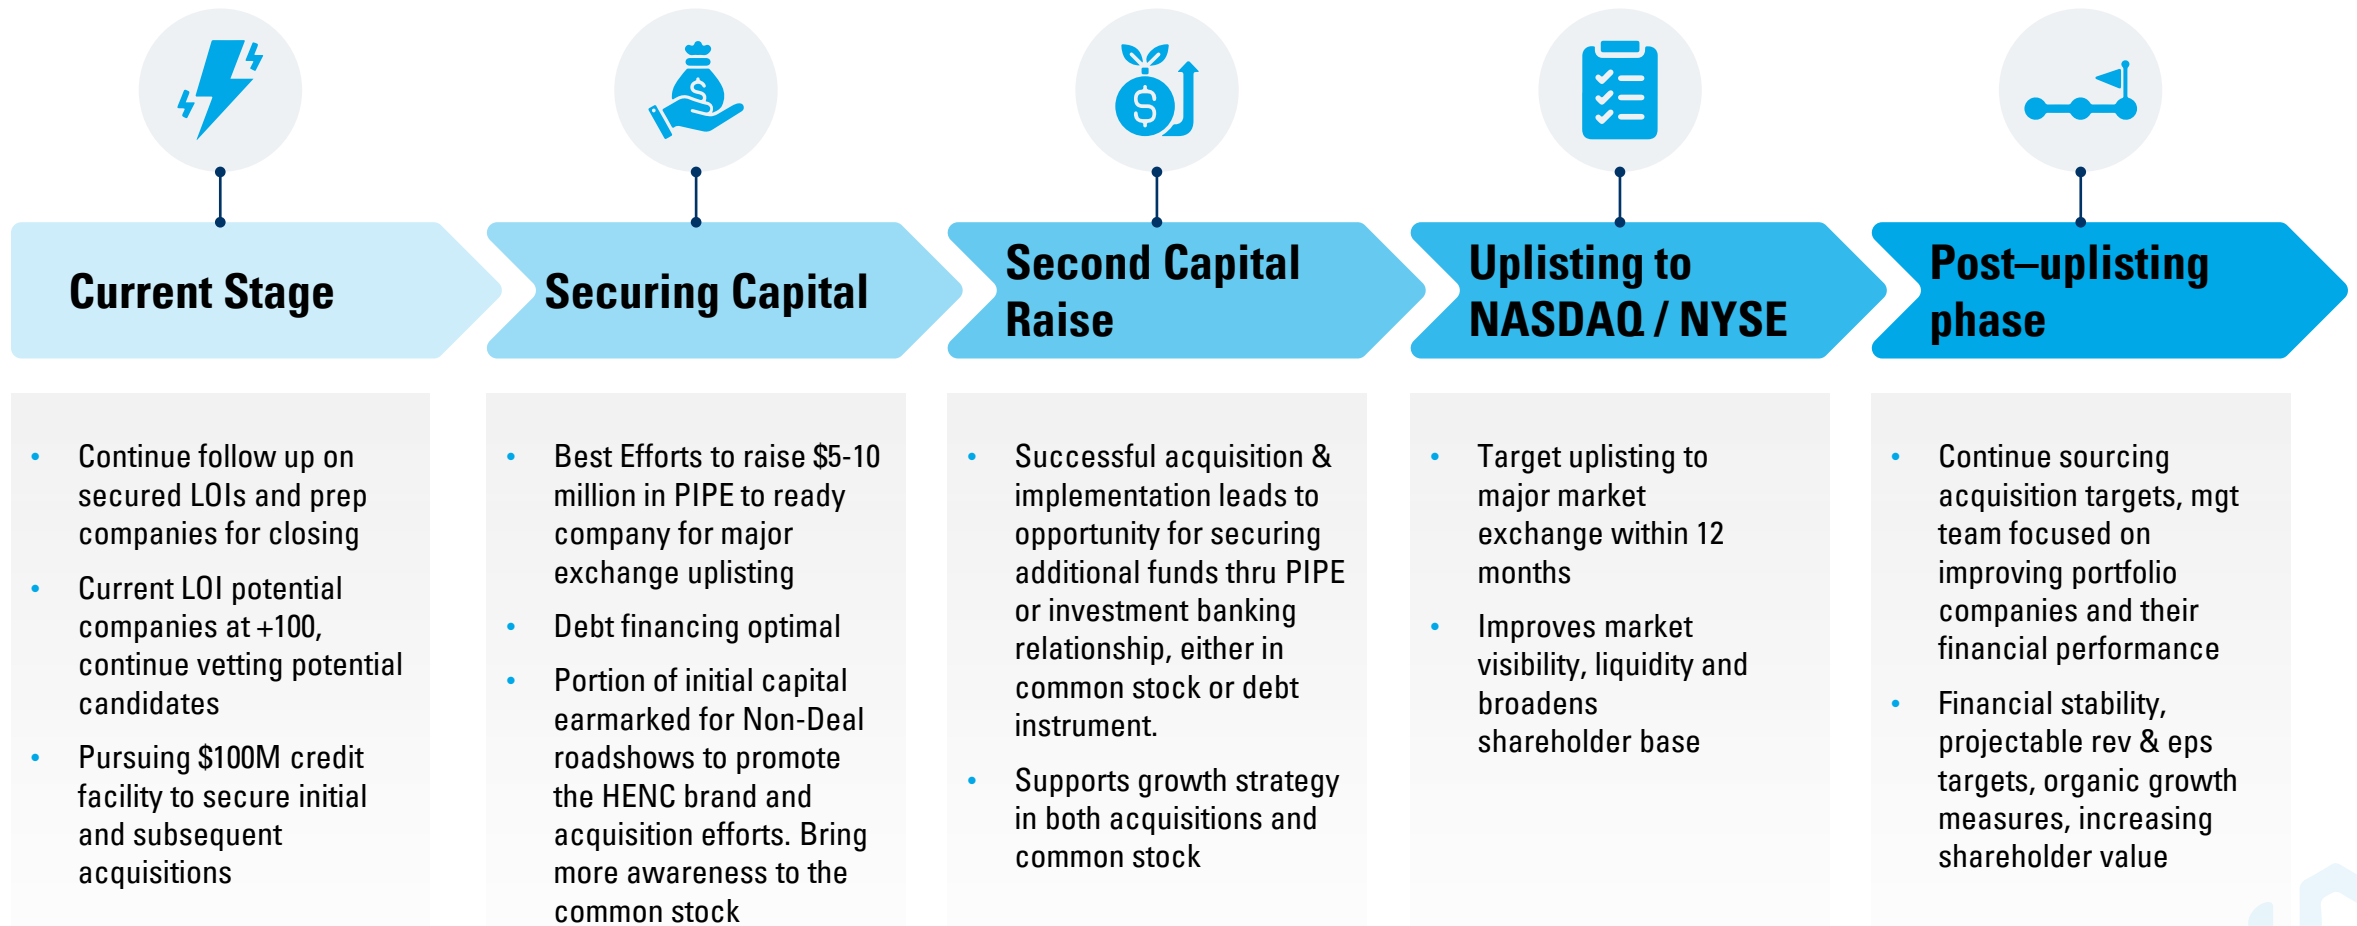 Current Stage
Securing Capital
Second Capital
Raise
Uplisting to
NASDAQ / NYSE
Post–uplisting
phase
• Continue follow up on
secured LOIs and prep
companies for closing
• Current LOI potential
companies at +100,
continue vetting potential
candidates
• Pursuing $100M credit
facility to secure initial
and subsequent
acquisitions
• Best Efforts to raise $5-10
million in PIPE to ready
company for major
exchange uplisting
• Debt financing optimal
• Portion of initial capital
earmarked for Non-Deal
roadshows to promote
the HENC brand and
acquisition efforts. Bring
more awareness to the
common stock
• Successful acquisition &
implementation leads to
opportunity for securing
additional funds thru PIPE
or investment banking
relationship, either in
common stock or debt
instrument.
• Supports growth strategy
in both acquisitions and
common stock
• Target uplisting to
major market
exchange within 12
months
• Improves market
visibility, liquidity and
broadens
shareholder base
• Continue sourcing
acquisition targets, mgt
team focused on
improving portfolio
companies and their
financial performance
• Financial stability,
projectable rev & eps
targets, organic growth
measures, increasing
shareholder value